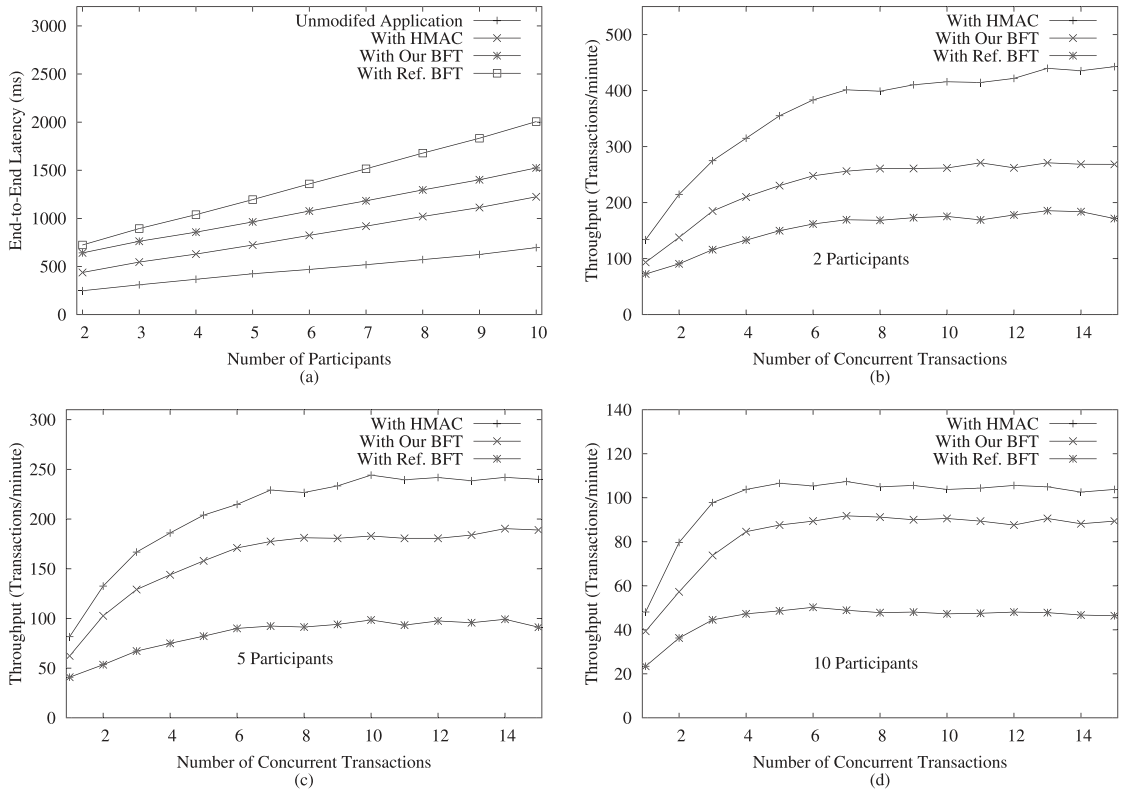 Unmodifed Application
With HMAC
With Our BFT
With Ref. BFT
End-to-End Latency (ms)
3000
2500
2000
1500
1000
500
0
2 3 4 5 6 7 8 9 10
Number of Participants
(a)
With HMAC
With Our BFT
With Ref. BFT
Throughput (Transactions/minute)
500
400
300
200
100
0
2 Participants
2 4 6 8 10 12 14
Number of Concurrent Transactions
(b)
With HMAC
With Our BFT
With Ref. BFT
Throughput (Transactions/minute)
300
250
200
150
100
50
0
5 Participants
2 4 6 8 10 12 14
Number of Concurrent Transactions
(c)
With HMAC
With Our BFT
With Ref. BFT
Throughput (Transactions/minute)
140
120
100
80
60
40
20
0
10 Participants
2 4 6 8 10 12 14
Number of Concurrent Transactions
(d)